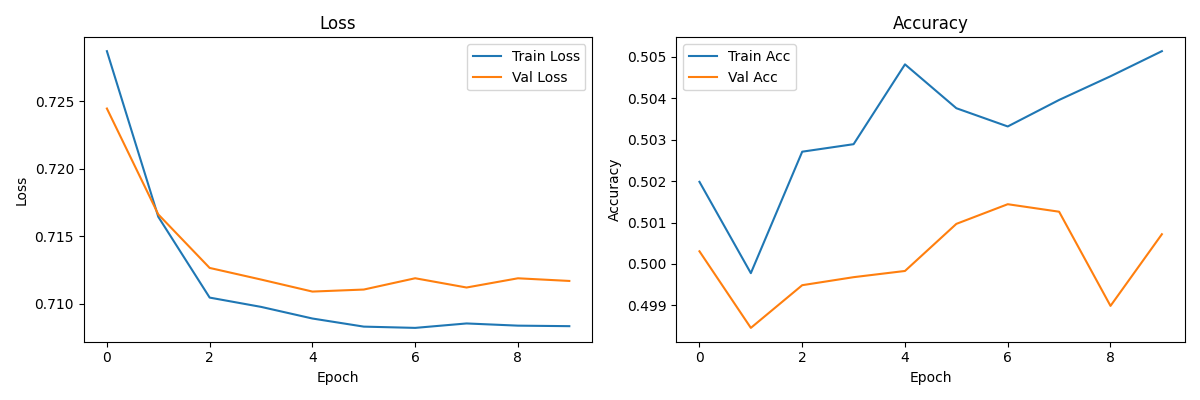 Loss
Train Loss
Val Loss
0.725
0.720
0.715
0.710
Loss
0 2 4 6 8
Epoch
Accuracy
Train Acc
Val Acc
0.505
0.504
0.503
0.502
0.501
0.500
0.499
Accuracy
0 2 4 6 8
Epoch